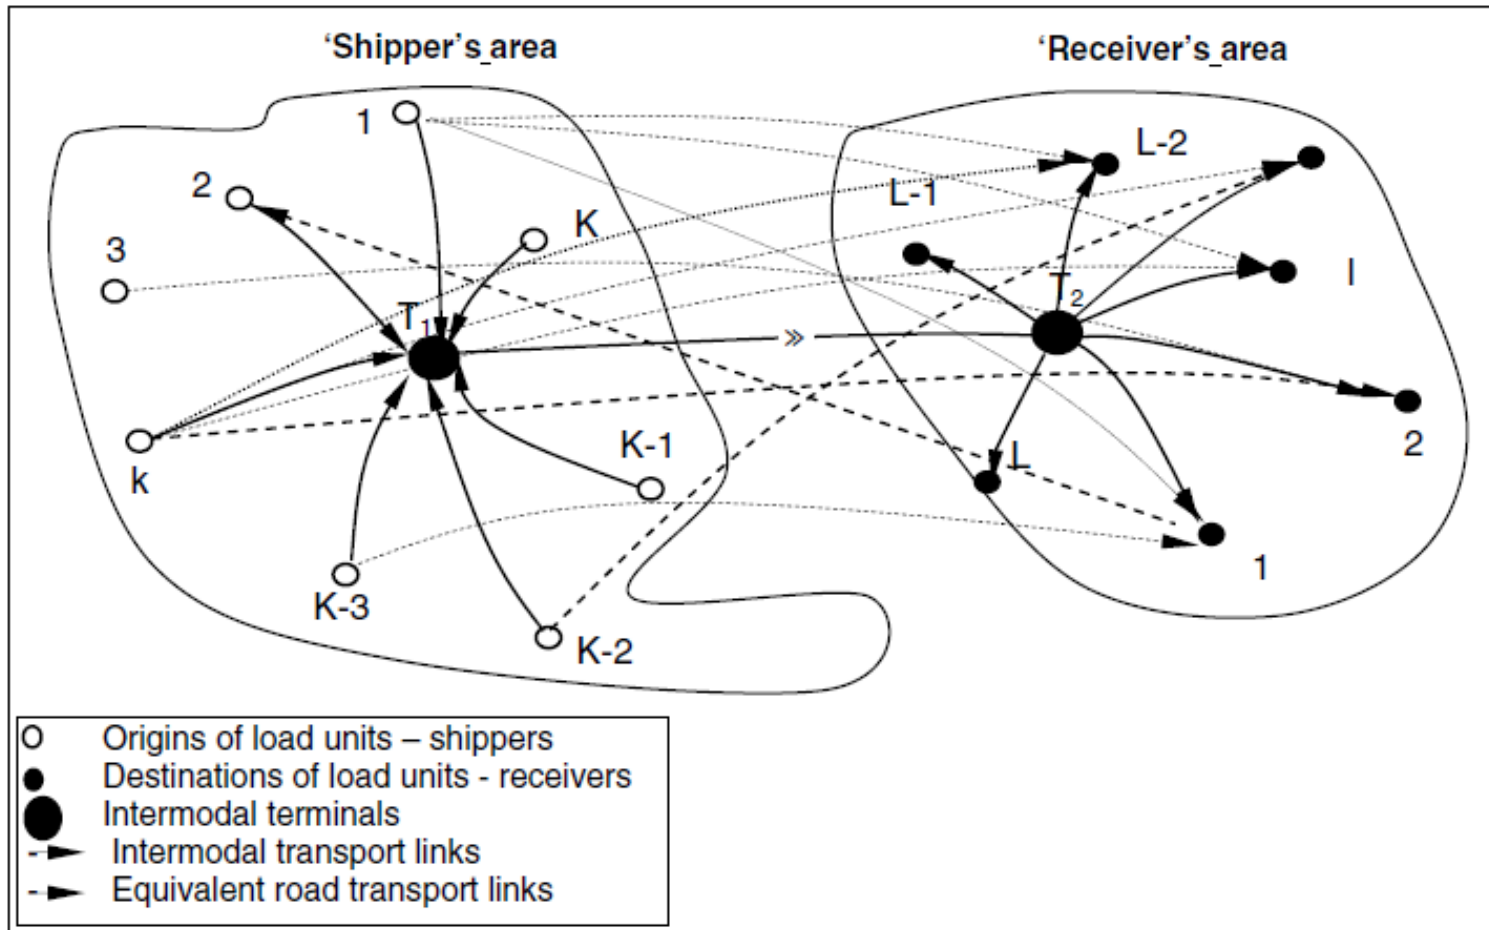 ‘Shipper’s_area
‘Receiver’s_area
1
2
3
K
T1
k
K-1
K-3
K-2
L-2
L-1
T2
l
L
2
1
»
Origins of load units – shippers
Destinations of load units - receivers
Intermodal terminals
Intermodal transport links
Equivalent road transport links